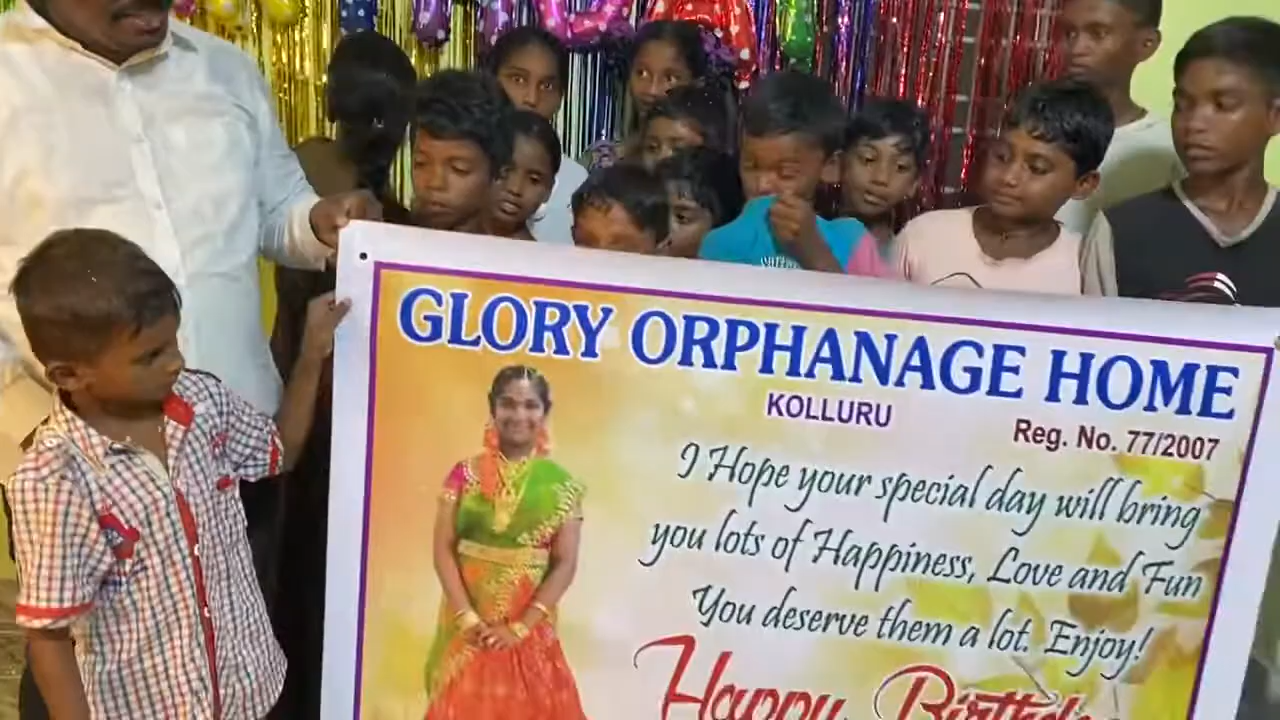 GLORY ORPHANAGE HOME
KOLLURU
Reg. No. 77/2007
I Hope your special day will bring
you lots of Happiness, Love and Fun
You deserve them a lot. Enjoy!
Happy